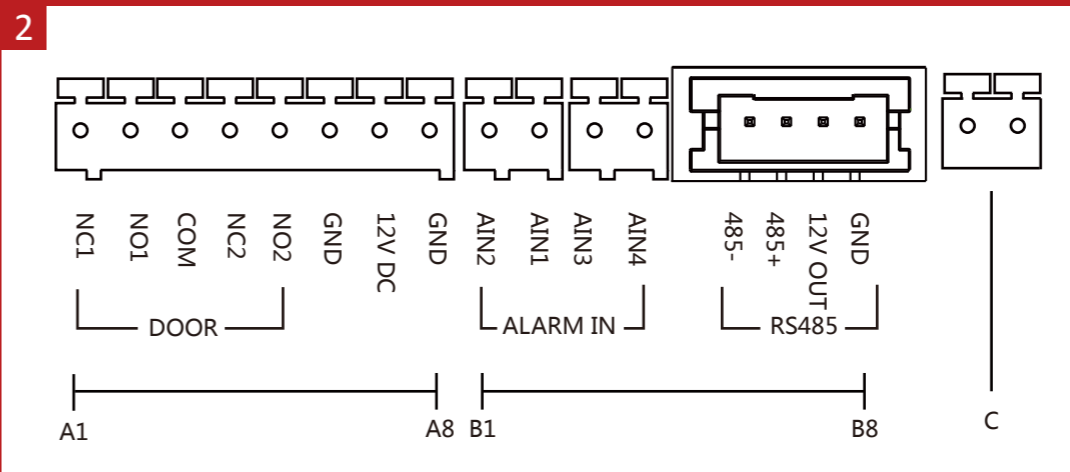 2
NC1 NO1 COM NC2 NO2 GND 12V DC GND AIN2 AIN1 AIN3 AIN4 485- 485+ 12V OUT GND
DOOR ALARM IN RS485
A1 A8 B1 B8 C